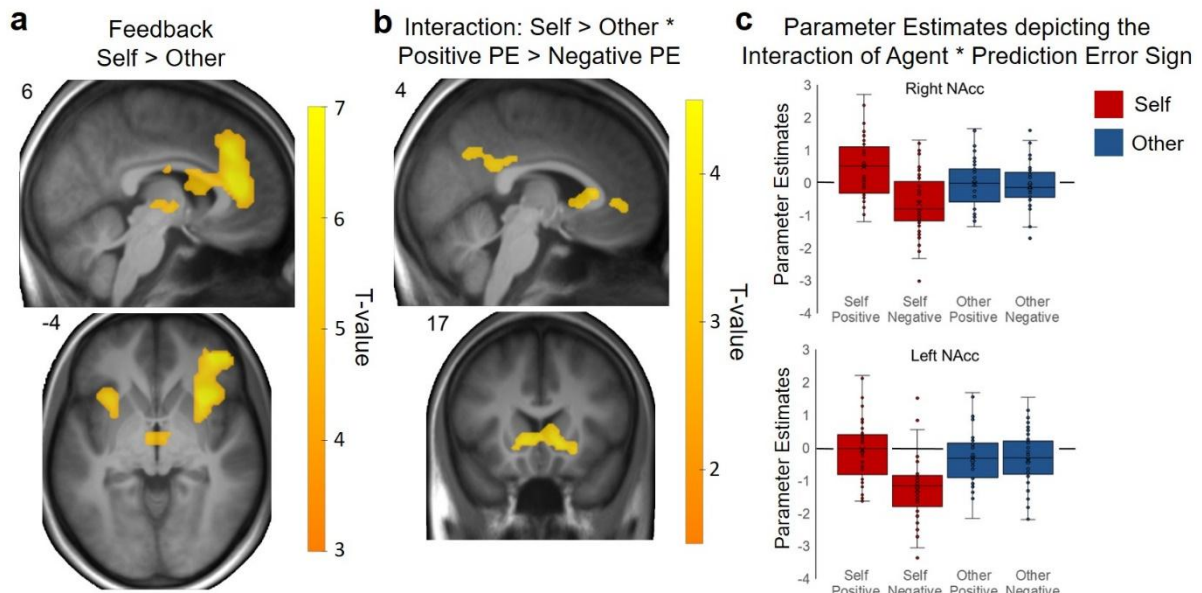 a
Feedback
Self > Other
6
-4
7
6
5
4
3
T-value
b
Interaction: Self > Other *
Positive PE > Negative PE
4
17
4
3
2
T-value
c
Parameter Estimates depicting the
Interaction of Agent * Prediction Error Sign
Right NAcc
Self
Other
Parameter Estimates
3
2
1
0
-1
-2
-3
-4
Self Positive
Self Negative
Other Positive
Other Negative
Left NAcc
Parameter Estimates
3
2
1
0
-1
-2
-3
-4
Self Positive
Self Negative
Other Positive
Other Negative